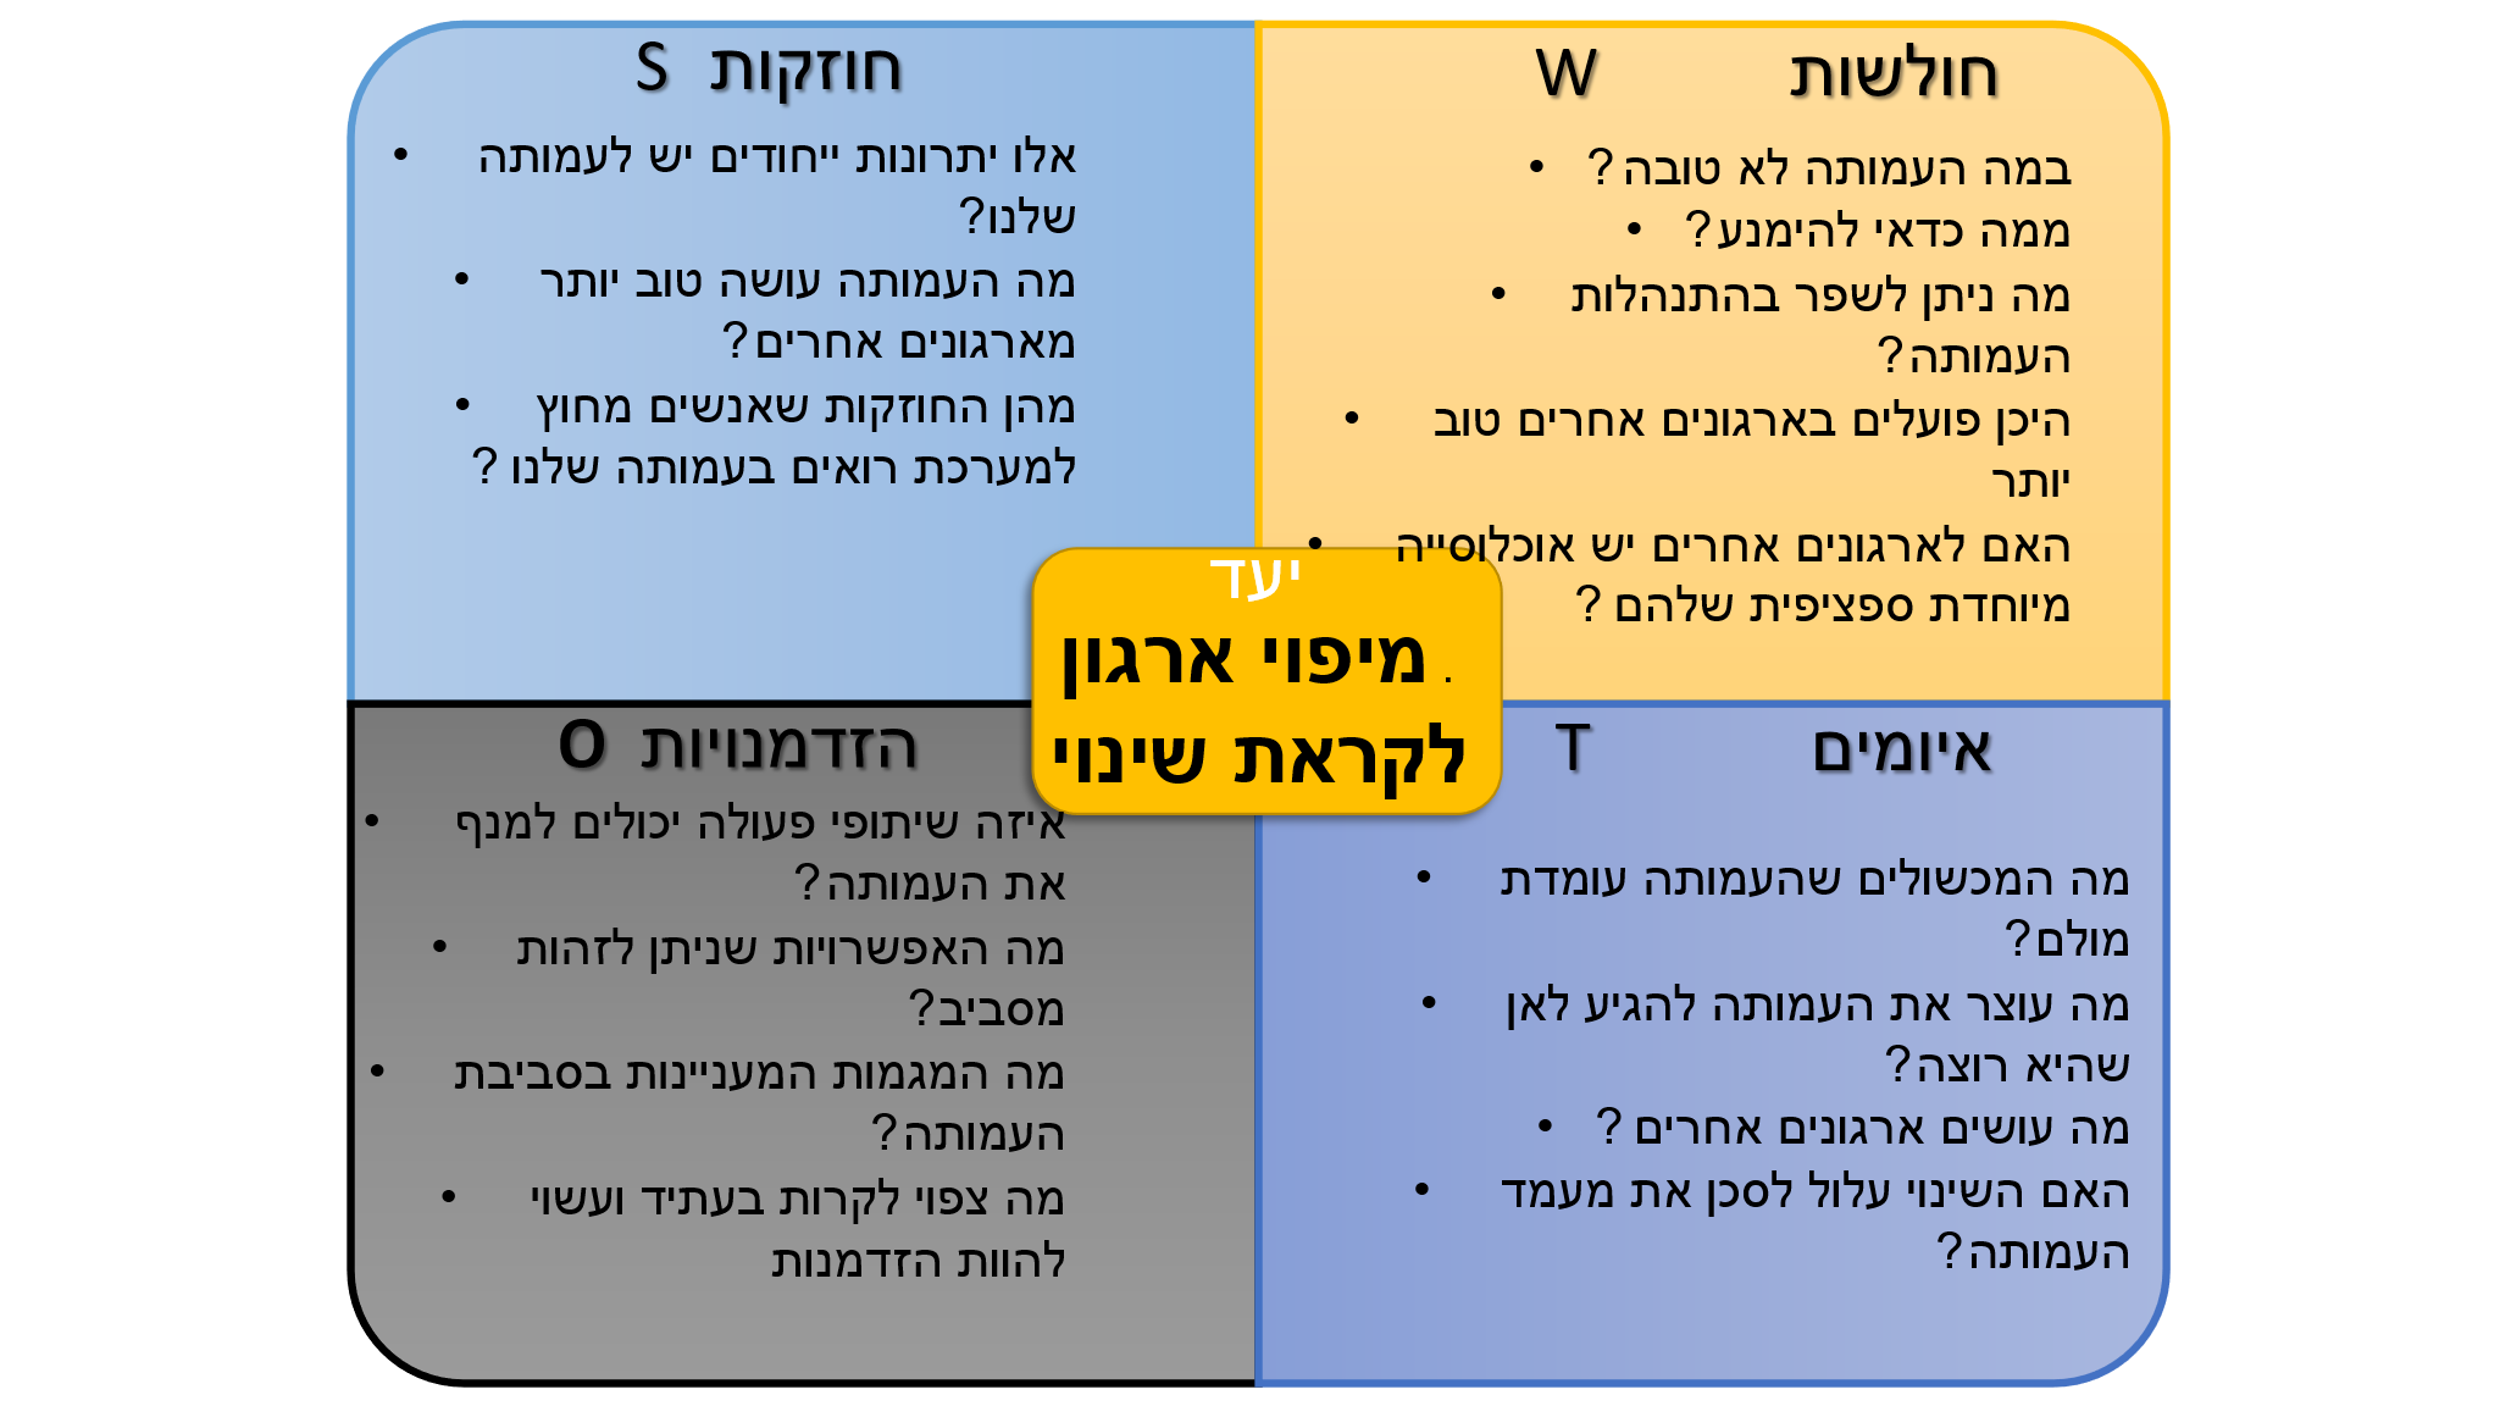 חוזקות S
• אלו יתרונות ייחודים יש לעמותה
שלנו?
• מה העמותה עושה טוב יותר
מארגונים אחרים?
• מהן החוזקות שאנשים מחוץ
למערכת רואים בעמותה שלנו ?
חולשות W
• במה העמותה לא טובה?
• ממה כדאי להימנע?
• מה ניתן לשפר בהתנהלות
העמותה?
• היכן פועלים בארגונים אחרים טוב
יותר
• האם לארגונים אחרים יש אוכלוסייה
מיוחדת ספציפית שלהם ?
יעד
. מיפוי ארגון
לקראת שינוי
הזדמנויות O
• איזה שיתופי פעולה יכולים למנף
את העמותה?
• מה האפשרויות שניתן לזהות
מסביב?
• מה המגמות המעניינות בסביבת
העמותה?
• מה צפוי לקרות בעתיד ועשוי
להוות הזדמנות
איומים T
• מה המכשולים שהעמותה עומדת
מולם?
• מה עוצר את העמותה להגיע לאן
שהיא רוצה?
• מה עושים ארגונים אחרים ?
• האם השינוי עלול לסכן את מעמד
העמותה?